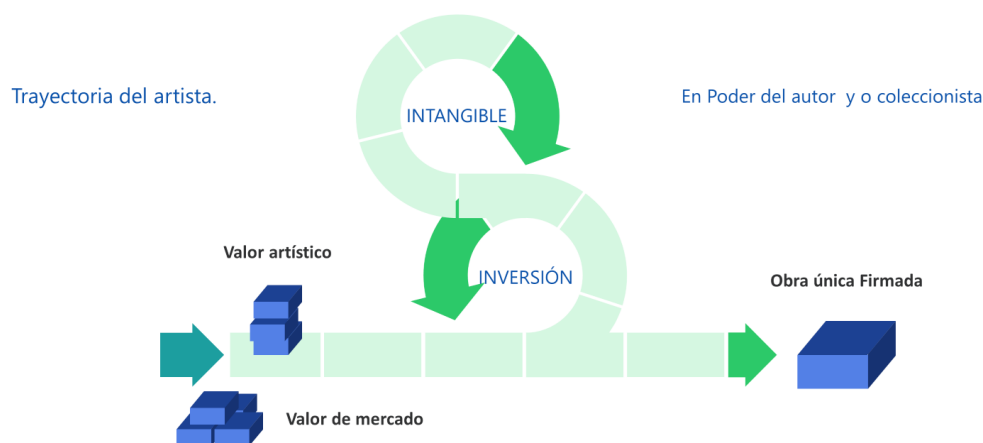 Trayectoria del artista.
En Poder del autor  y o coleccionista
INTANGIBLE
Valor artístico
INVERSIÓN
Obra única Firmada
Valor de mercado